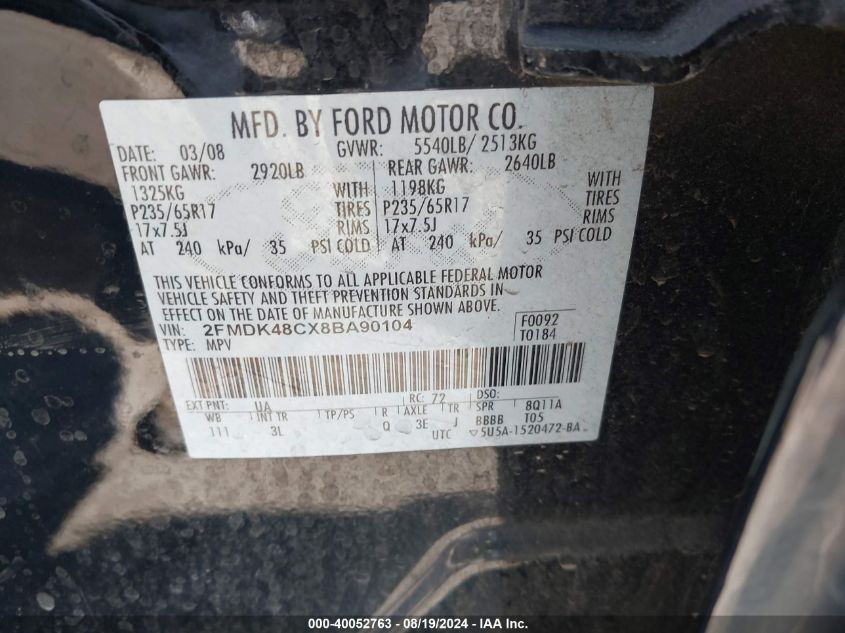 MFD. BY FORD MOTOR CO.
DATE: 03/08 GVWR: 5540LB/ 2513KG
FRONT GAWR: 2920LB REAR GAWR: 2640LB
1325KG WITH 1198KG WITH
P235/65R17 TIRES P235/65R17 TIRES
17x7.5J RIMS 17x7.5J RIMS
AT 240 kPa/ 35 PSI COLD AT 240 kPa/ 35 PSI COLD
THIS VEHICLE CONFORMS TO ALL APPLICABLE FEDERAL MOTOR
VEHICLE SAFETY AND THEFT PREVENTION STANDARDS IN
EFFECT ON THE DATE OF MANUFACTURE SHOWN ABOVE.
VIN: 2FMDK48CX8BA90104 F0092
TYPE: MPV T0184
EXT PNT: UA RC: 72 DSO:
WB INT TR TP/PS R AXLE TR SPR 8Q11A
111 3L Q 3E J BBBB T05
UTC ▽5U5A-1520472-BA
000-40052763 - 08/19/2024 - IAA Inc.